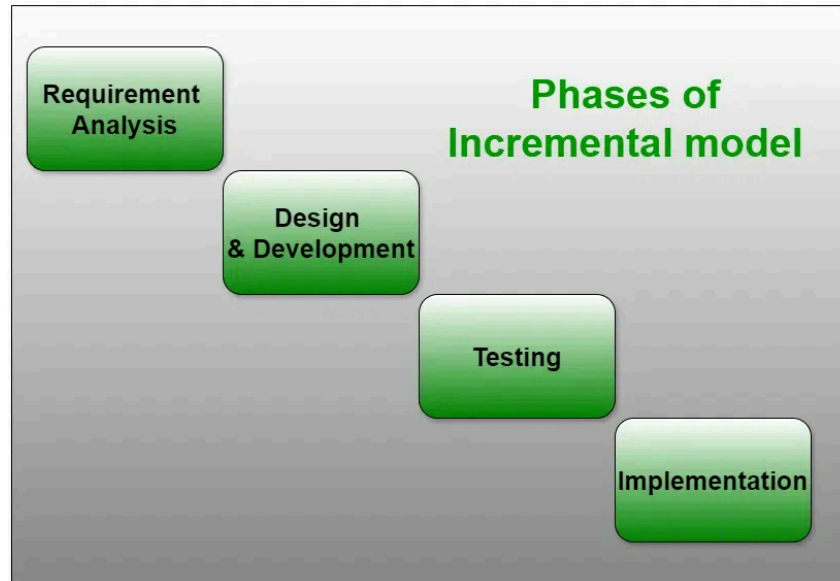 Requirement
Analysis
Phases of
Incremental model
Design
& Development
Testing
Implementation